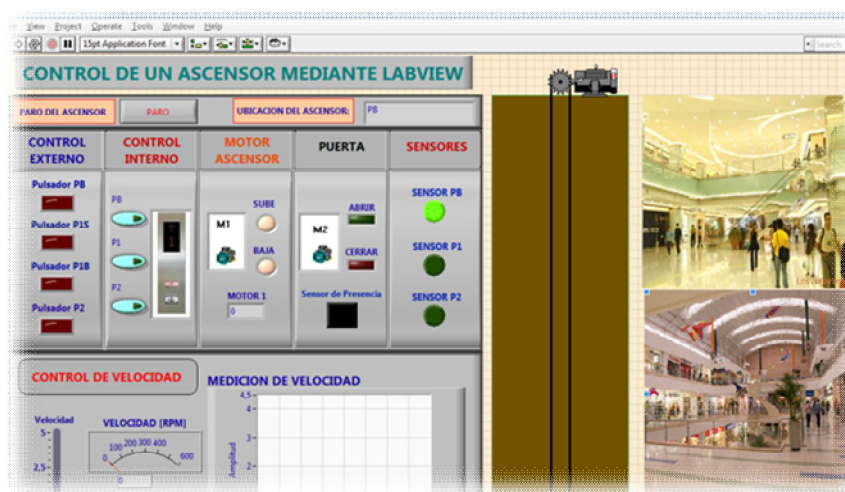 View Project Operate Tools Window Help
15pt Application Font
Search
CONTROL DE UN ASCENSOR MEDIANTE LABVIEW
PARO DEL ASCENSOR
PARO
UBICACION DEL ASCENSOR:
PB
CONTROL
EXTERNO
CONTROL
INTERNO
MOTOR
ASCENSOR
PUERTA
SENSORES
Pulsador PB
Pulsador P1S
Pulsador P1B
Pulsador P2
PB
P1
P2
M1
SUBE
BAJA
MOTOR 1
0
M2
ABRIR
CERRAR
Sensor de Presencia
SENSOR PB
SENSOR P1
SENSOR P2
CONTROL DE VELOCIDAD
Velocidad
5-
2,5-
VELOCIDAD [RPM]
0 100 200 300 400 600
0
MEDICION DE VELOCIDAD
Amplitud
4,5-
4-
3-
2-